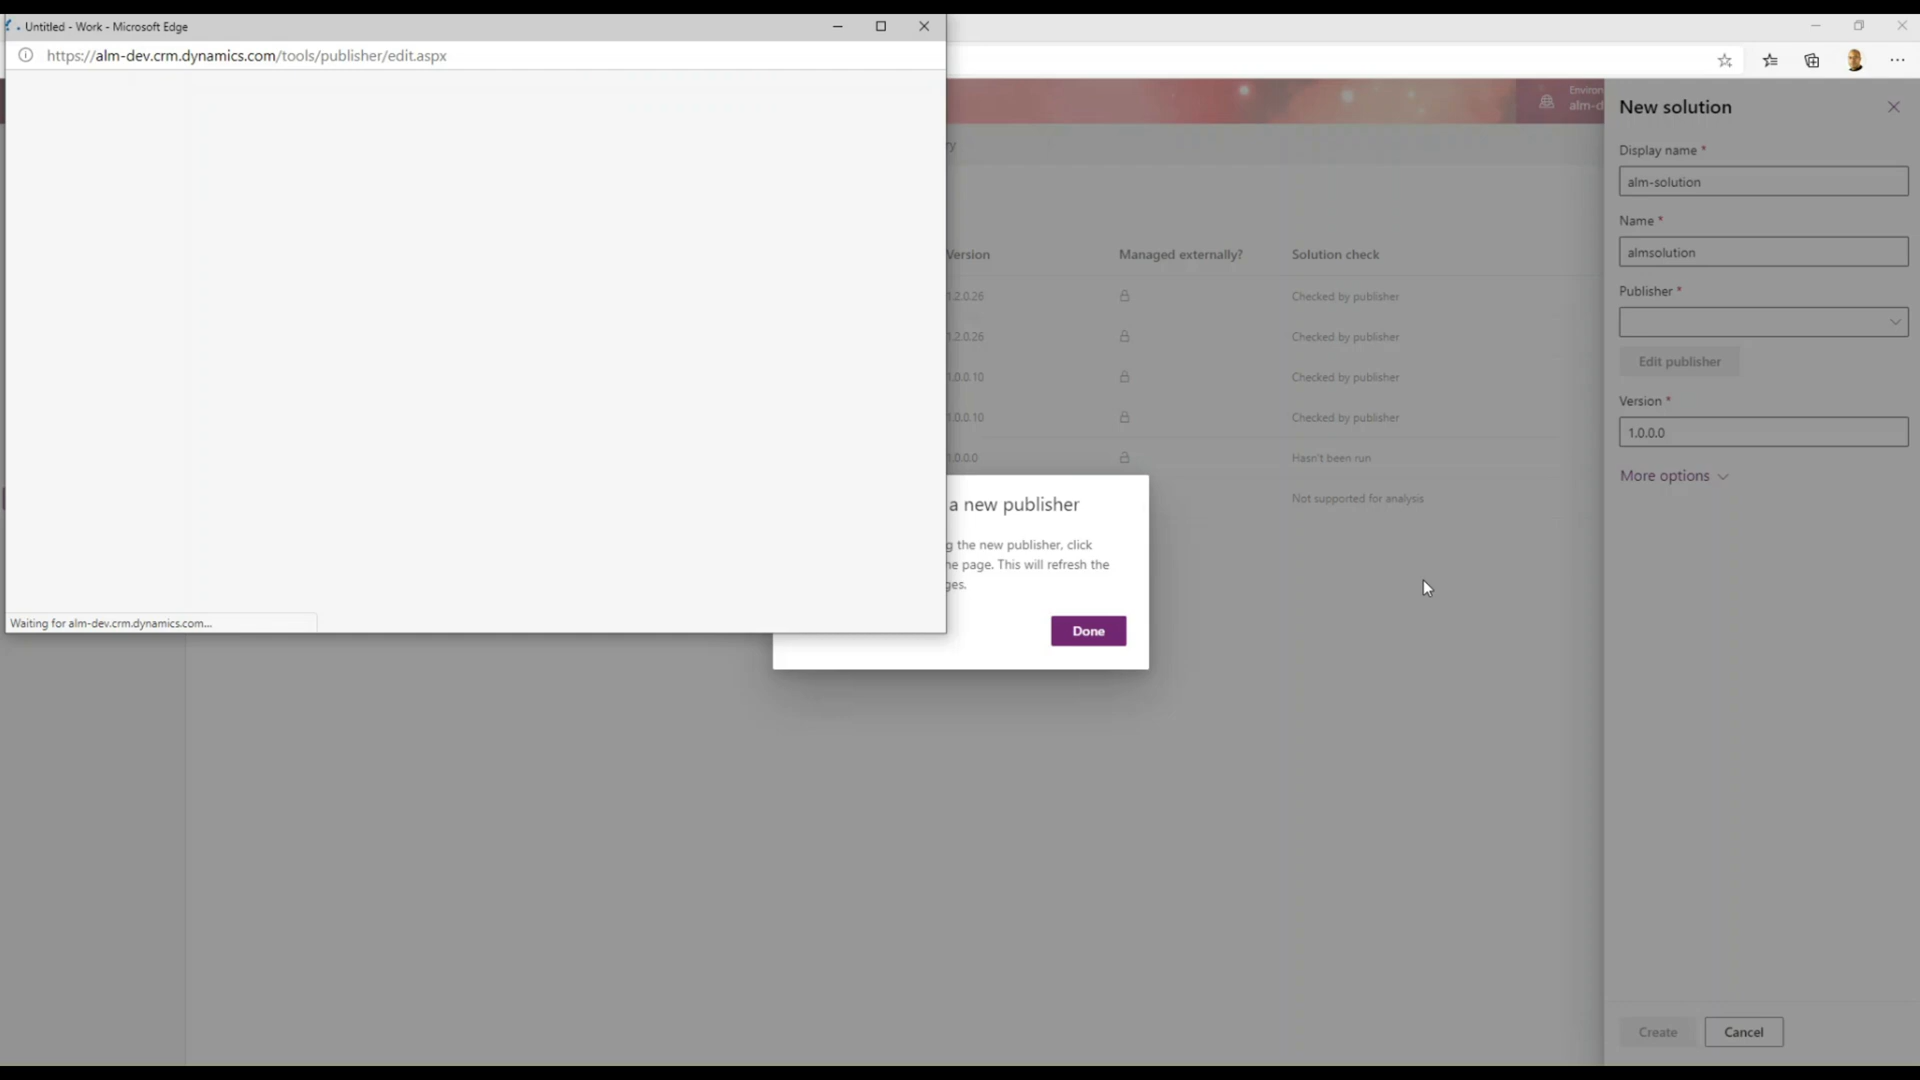 Untitled - Work - Microsoft Edge
https://alm-dev.crm.dynamics.com/tools/publisher/edit.aspx
Waiting for alm-dev.crm.dynamics.com...
Version
Managed externally?
Solution check
1.2.0.26
Checked by publisher
1.2.0.26
Checked by publisher
1.0.0.10
Checked by publisher
1.0.0.10
Checked by publisher
1.0.0.0
Hasn't been run
Not supported for analysis
a new publisher
g the new publisher, click
he page. This will refresh the
ges.
Done
Environ
alm-d
New solution
Display name *
alm-solution
Name *
almsolution
Publisher *
Edit publisher
Version *
1.0.0.0
More options
Create
Cancel